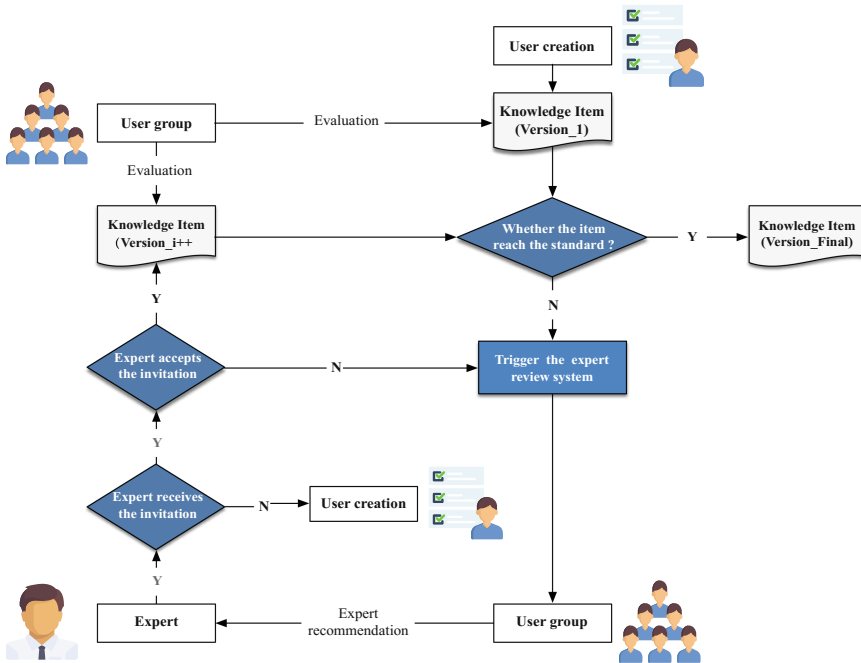 User creation
Knowledge Item
(Version_1)
User group
Evaluation
Evaluation
Knowledge Item
(Version_i++
Whether the item
reach the standard ?
Y
Knowledge Item
(Version_Final)
Y
N
Expert accepts
the invitation
N
Trigger the expert
review system
Y
Expert receives
the invitation
N
User creation
Y
Expert
Expert
recommendation
User group